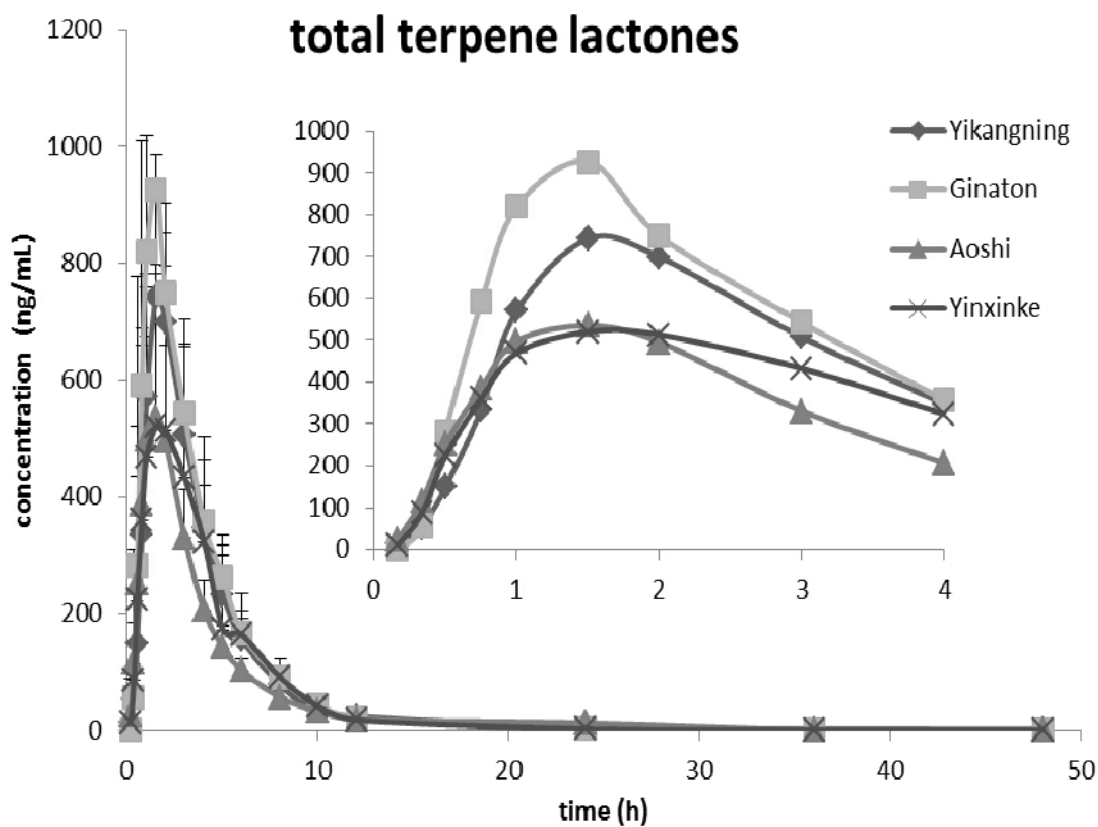 total terpene lactones
1200
1000
800
600
400
200
0
concentration (ng/mL)
0 10 20 30 40 50
time (h)
1000
900
800
700
600
500
400
300
200
100
0
0 1 2 3 4
Yikangning
Ginaton
Aoshi
Yinxinke